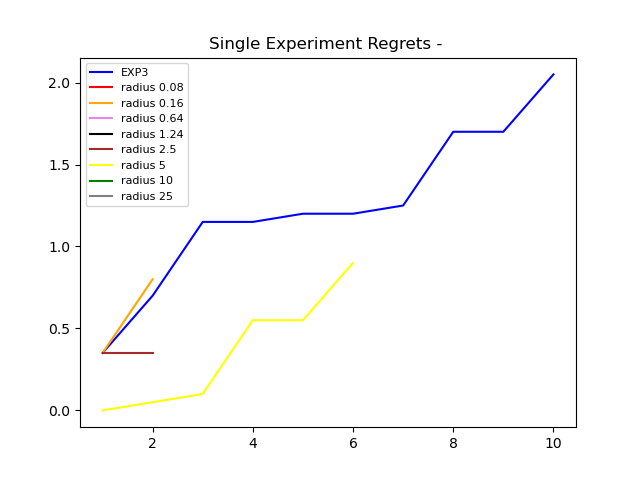 Single Experiment Regrets -
EXP3
radius 0.08
radius 0.16
radius 0.64
radius 1.24
radius 2.5
radius 5
radius 10
radius 25
2.0
1.5
1.0
0.5
0.0
2 4 6 8 10